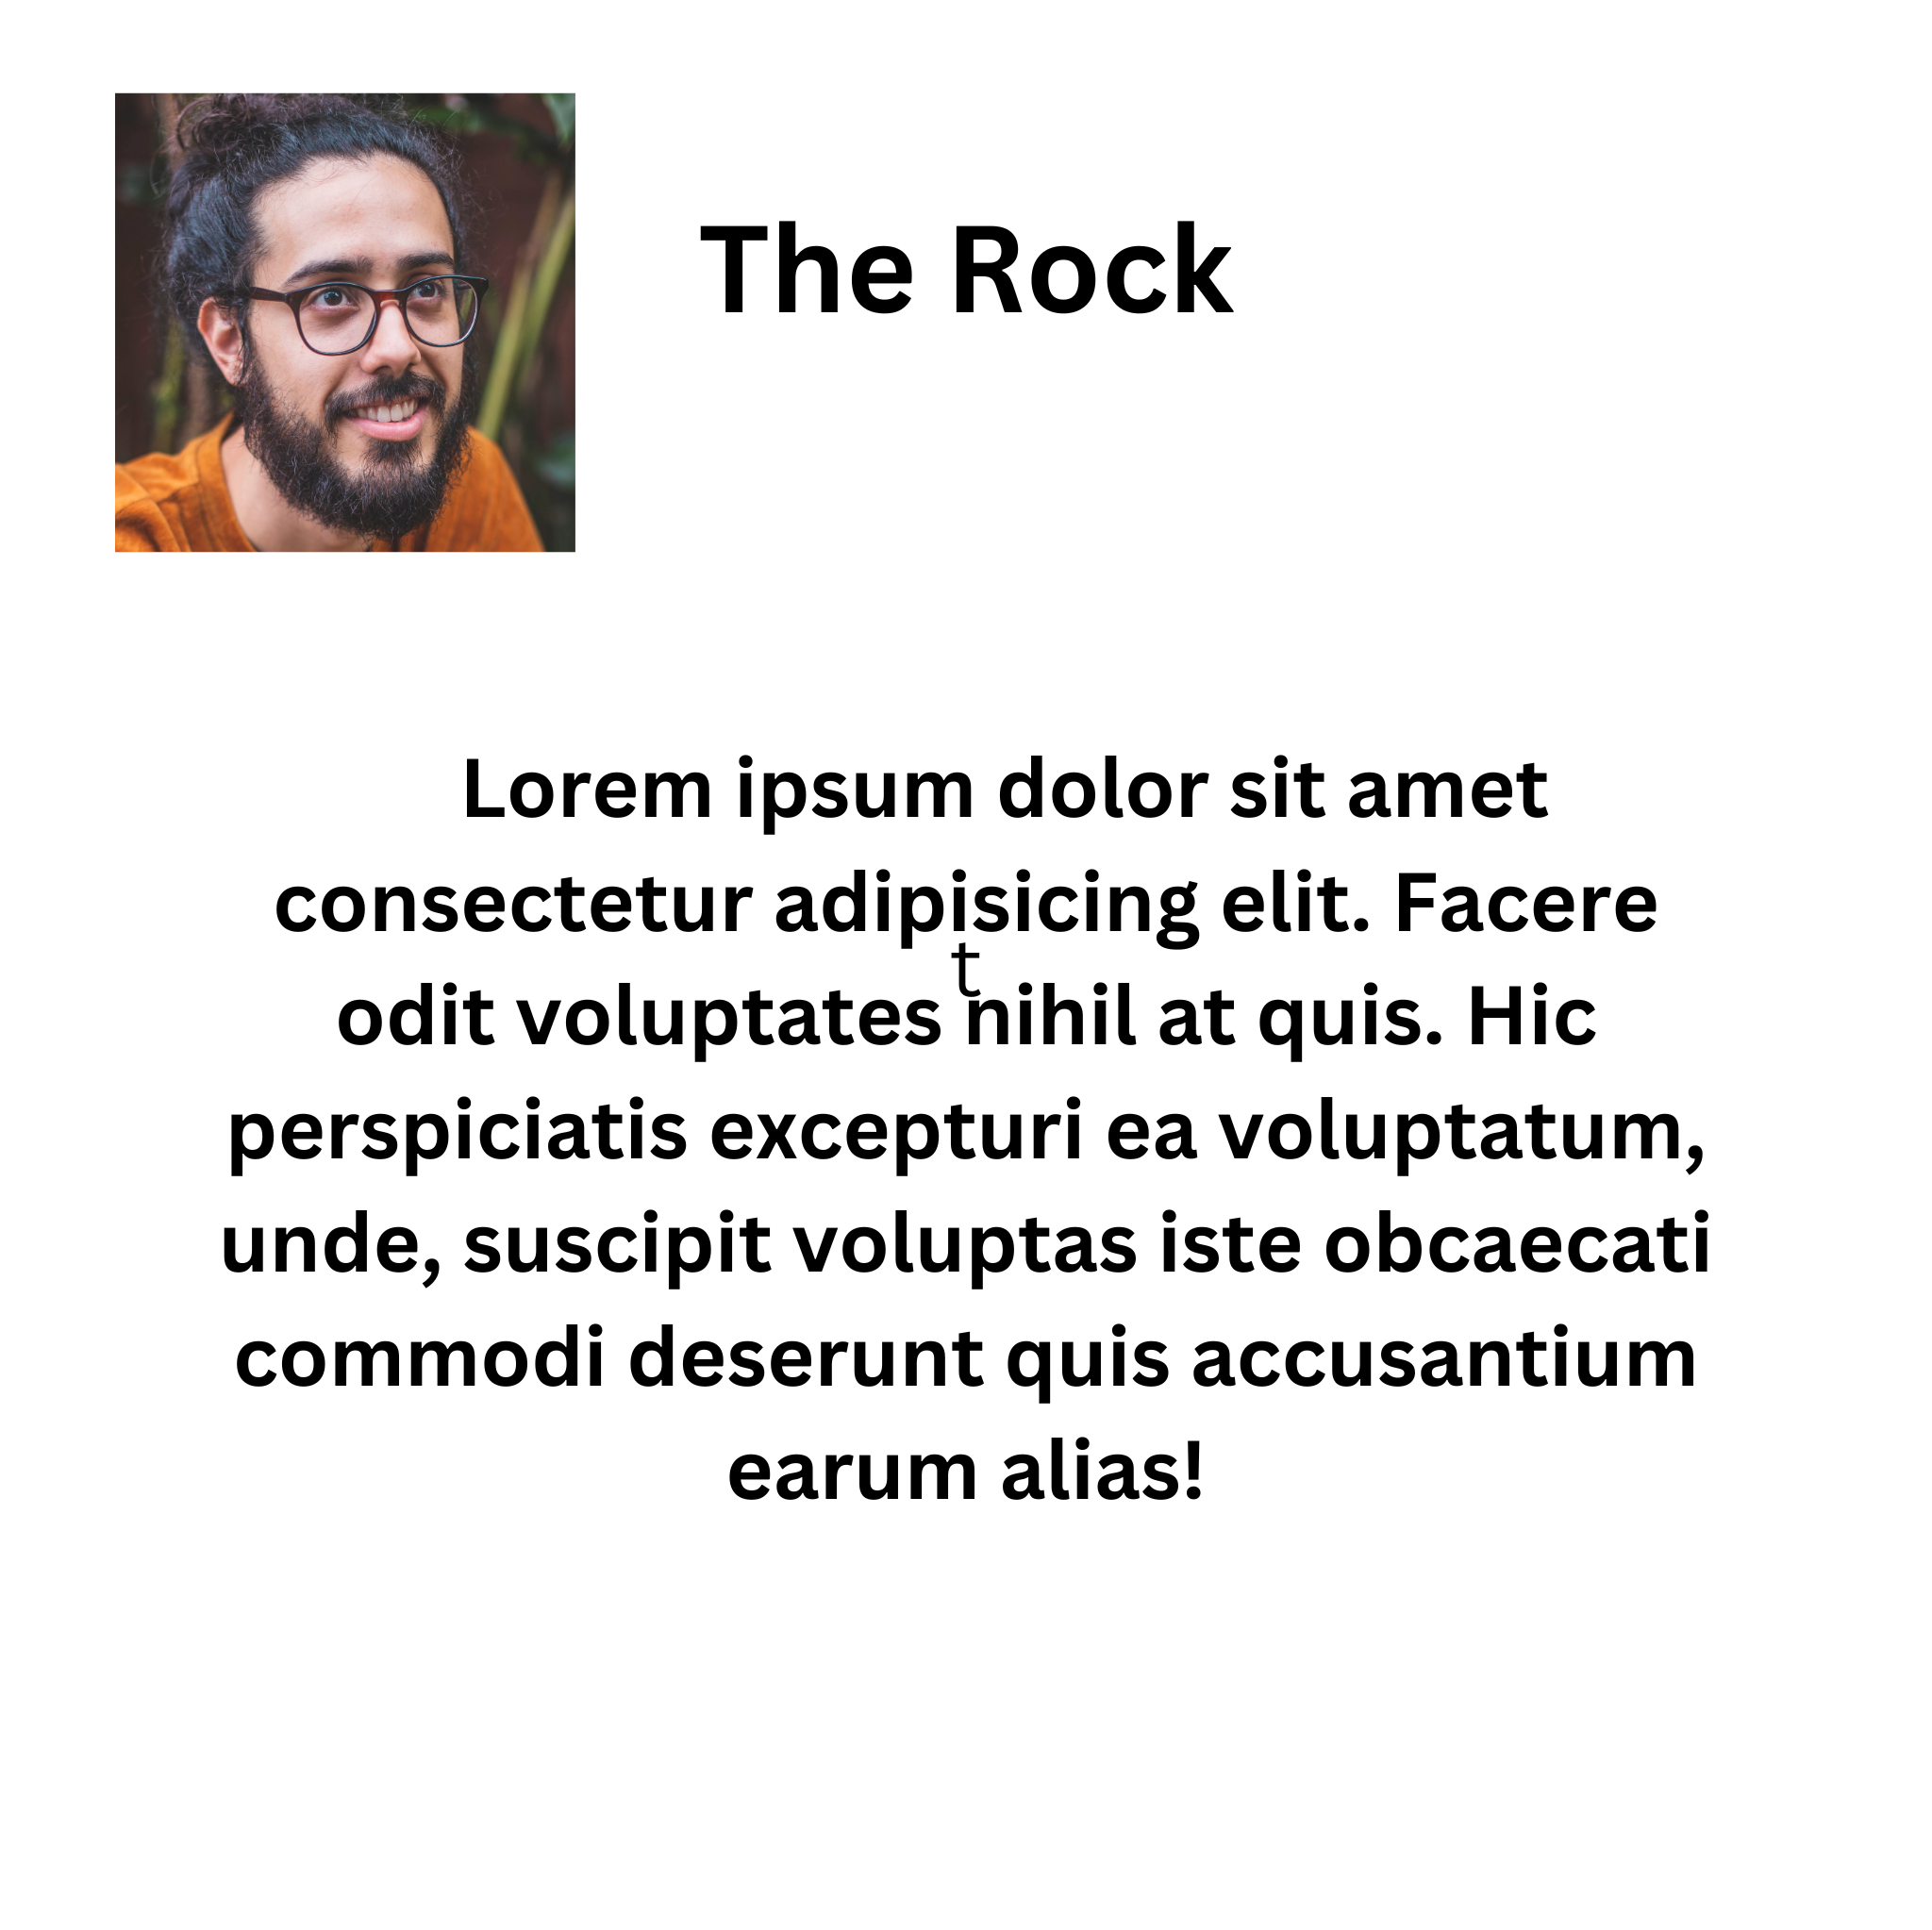 The Rock
Lorem ipsum dolor sit amet
consectetur adipisicing elit. Facere
t
odit voluptates nihil at quis. Hic
perspiciatis excepturi ea voluptatum,
unde, suscipit voluptas iste obcaecati
commodi deserunt quis accusantium
earum alias!